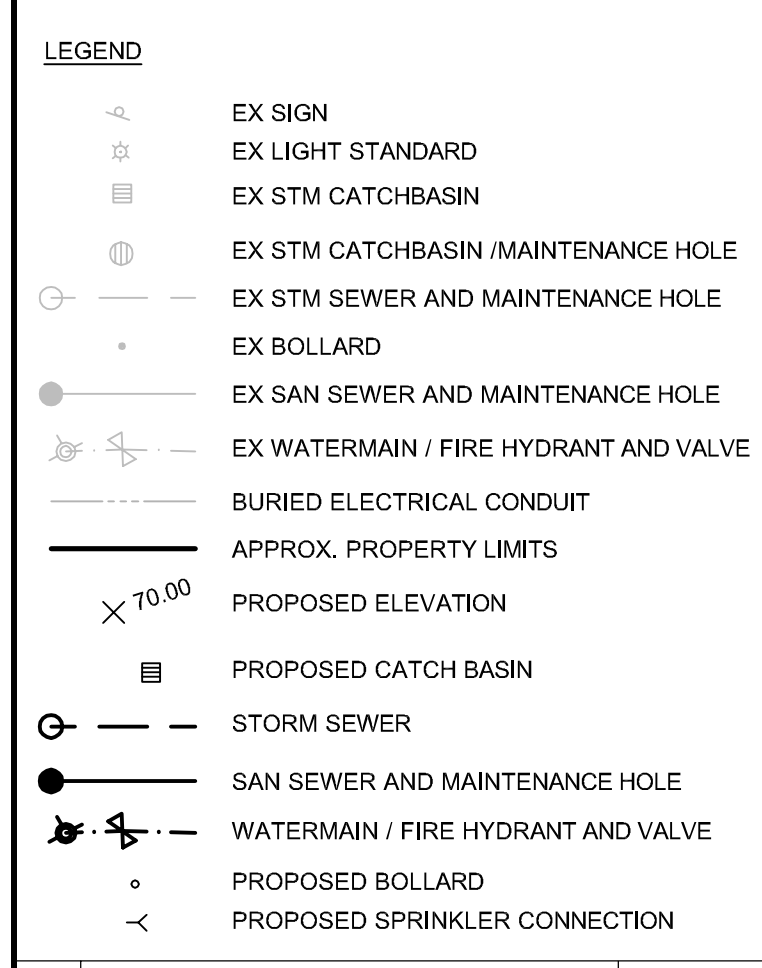 LEGEND
EX SIGN
EX LIGHT STANDARD
EX STM CATCHBASIN
EX STM CATCHBASIN /MAINTENANCE HOLE
EX STM SEWER AND MAINTENANCE HOLE
EX BOLLARD
EX SAN SEWER AND MAINTENANCE HOLE
EX WATERMAIN / FIRE HYDRANT AND VALVE
BURIED ELECTRICAL CONDUIT
APPROX. PROPERTY LIMITS
70.00 PROPOSED ELEVATION
PROPOSED CATCH BASIN
STORM SEWER
SAN SEWER AND MAINTENANCE HOLE
WATERMAIN / FIRE HYDRANT AND VALVE
PROPOSED BOLLARD
PROPOSED SPRINKLER CONNECTION